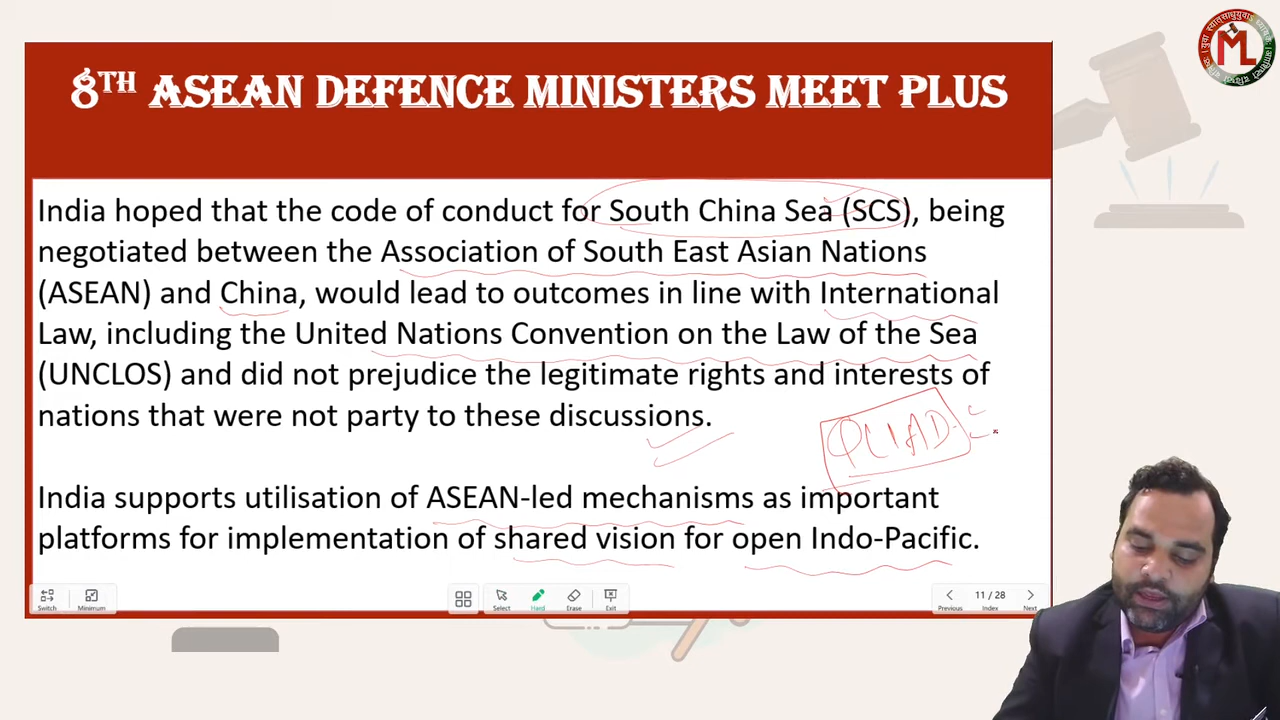 8TH ASEAN DEFENCE MINISTERS MEET PLUS
India hoped that the code of conduct for South China Sea (SCS), being
negotiated between the Association of South East Asian Nations
(ASEAN) and China, would lead to outcomes in line with International
Law, including the United Nations Convention on the Law of the Sea
(UNCLOS) and did not prejudice the legitimate rights and interests of
nations that were not party to these discussions.
QUAD
India supports utilisation of ASEAN-led mechanisms as important
platforms for implementation of shared vision for open Indo-Pacific.
Switch
Minimum
Select
Herd
Erase
Exit
Previous
11 / 28
Index
Next
ML